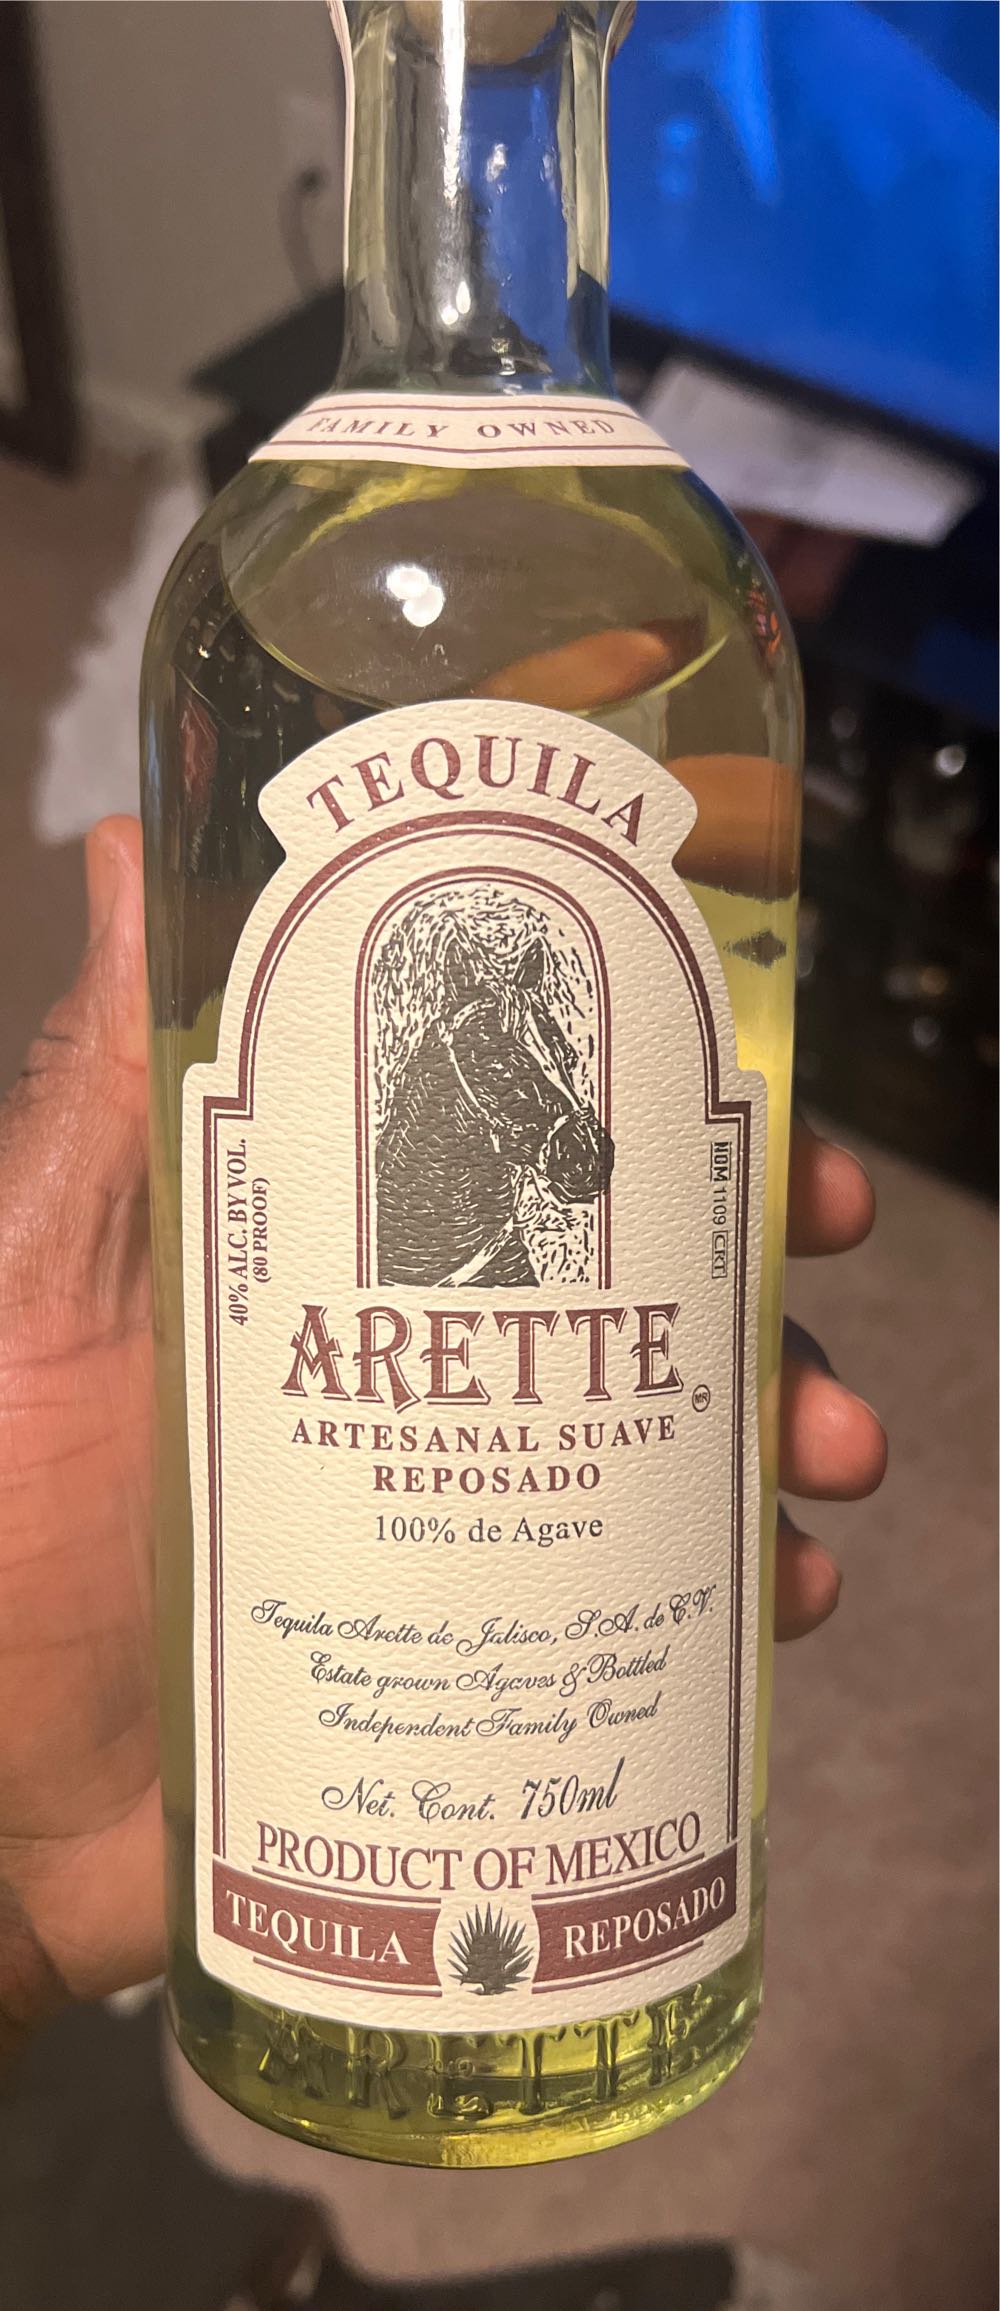 FAMILY OWNED
TEQUILA
40% ALC. BY VOL.
(80 PROOF)
NOM 1109 CRT
ARETTE MR
ARTESANAL SUAVE
REPOSADO
100% de Agave
Tequila Arette de Jalisco, S.A. de C.V.
Estate grown Agaves & Bottled
Independent Family Owned
Net. Cont. 750ml
PRODUCT OF MEXICO
TEQUILA REPOSADO
ARETTE